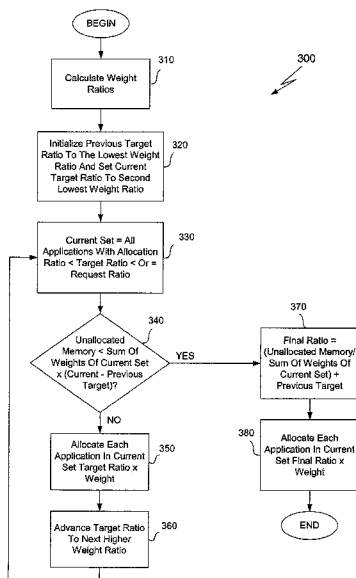 BEGIN
310
Calculate Weight
Ratios
300
320
Initialize Previous Target
Ratio To The Lowest Weight
Ratio And Set Current
Target Ratio To Second
Lowest Weight Ratio
330
Current Set = All
Applications With Allocation
Ratio < Target Ratio < Or =
Request Ratio
340
Unallocated
Memory < Sum Of
Weights Of Current Set
x (Current - Previous
Target)?
YES
NO
370
Final Ratio =
(Unallocated Memory/
Sum Of Weights Of
Current Set) +
Previous Target
350
Allocate Each
Application In Current
Set Target Ratio x
Weight
380
Allocate Each
Application In Current
Set Final Ratio x
Weight
360
Advance Target Ratio
To Next Higher
Weight Ratio
END